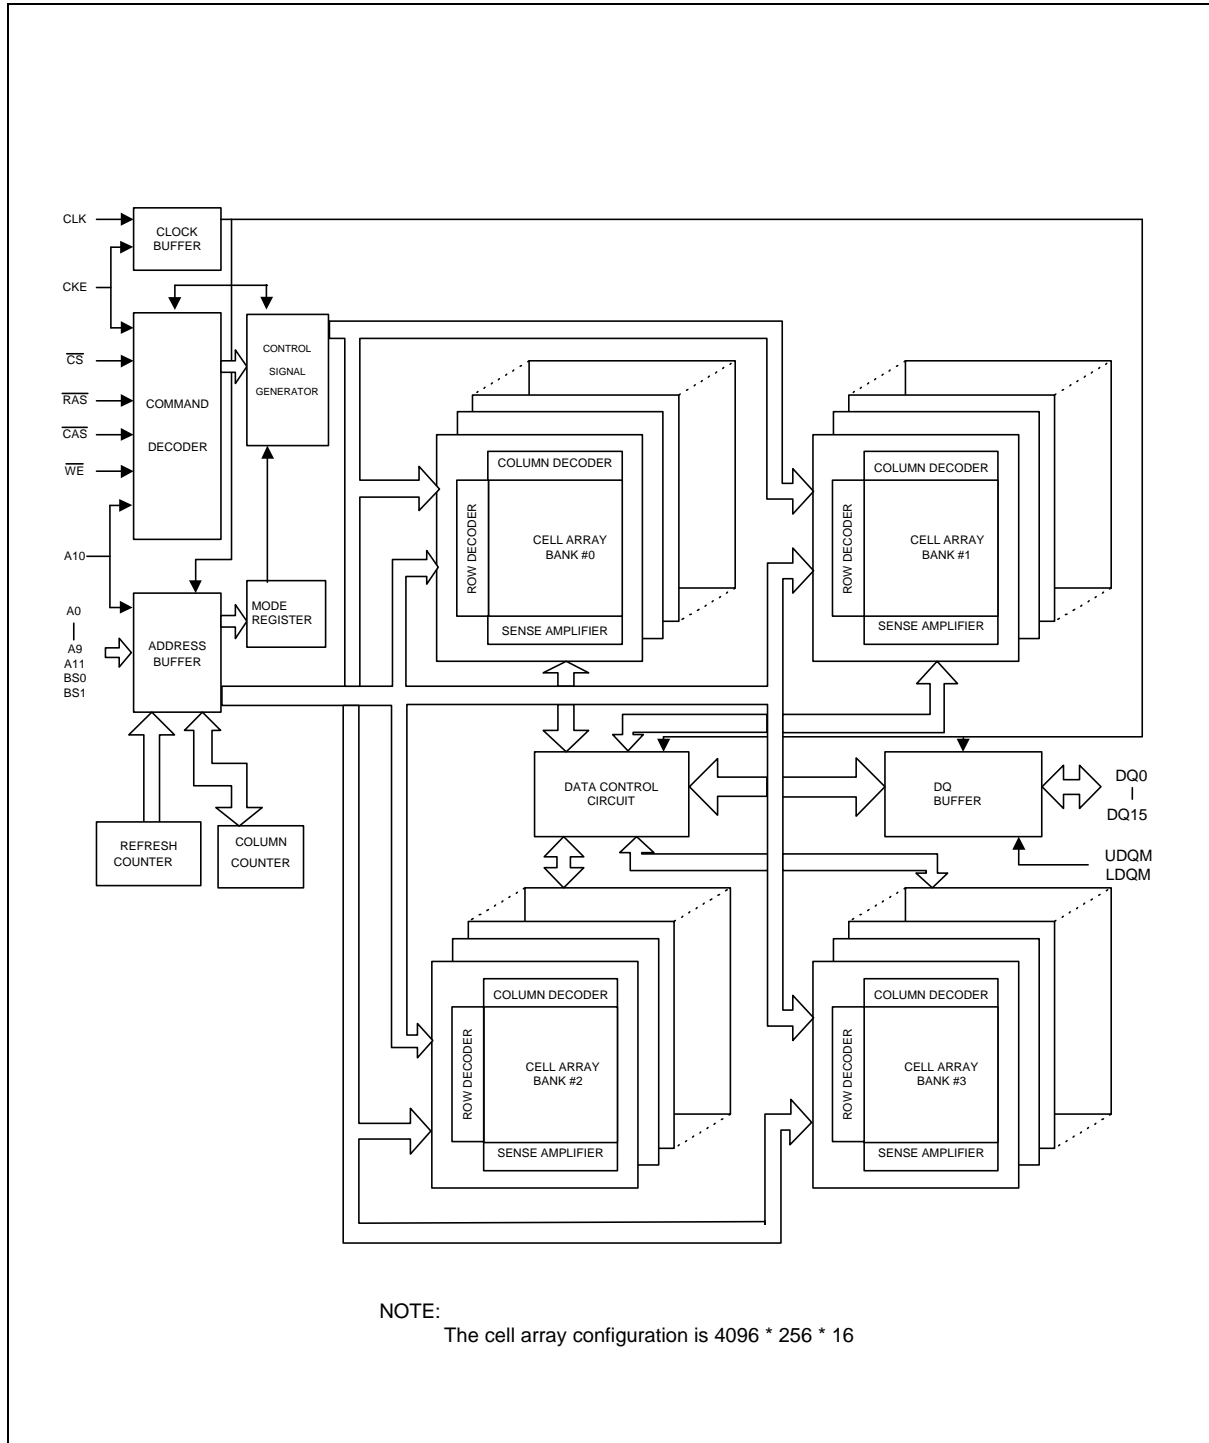 CLK
CLOCK
BUFFER
CKE
CONTROL
SIGNAL
GENERATOR
C̅S̅
R̅A̅S̅
COMMAND
C̅A̅S̅
DECODER
W̅E̅
A10
A0
A9
A11
BS0
BS1
ADDRESS
BUFFER
MODE
REGISTER
REFRESH
COUNTER
COLUMN
COUNTER
COLUMN DECODER
ROW DECODER
CELL ARRAY
BANK #0
SENSE AMPLIFIER
COLUMN DECODER
ROW DECODER
CELL ARRAY
BANK #1
SENSE AMPLIFIER
DATA CONTROL
CIRCUIT
DQ
BUFFER
DQ0
DQ15
UDQM
LDQM
COLUMN DECODER
ROW DECODER
CELL ARRAY
BANK #2
SENSE AMPLIFIER
COLUMN DECODER
ROW DECODER
CELL ARRAY
BANK #3
SENSE AMPLIFIER
NOTE:
The cell array configuration is 4096 * 256 * 16